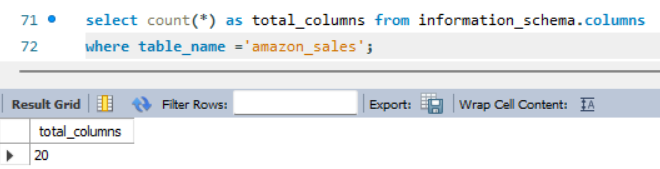 71 select count(*) as total_columns from information_schema.columns
72 where table_name ='amazon_sales';
Result Grid Filter Rows: Export: Wrap Cell Content: IA
total_columns
20